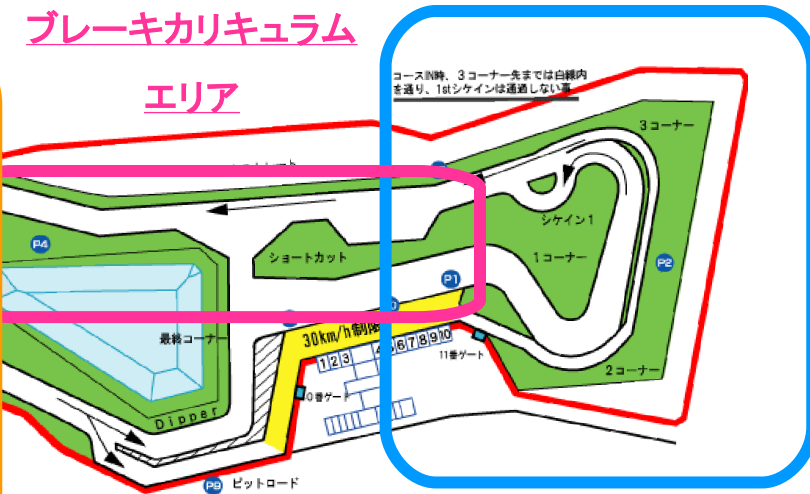 ブレーキカリキュラム
エリア
コースIN時、３コーナー先までは白線内
を通り、1stシケインは通過しない事
3コーナー
シケイン1
1コーナー
P4
ショートカット
P1
P2
最終コーナー
30km/h制限
1 2 3 4 5 6 7 8 9 10
11番ゲート
2コーナー
0番ゲート
Dipper
P9 ピットロード